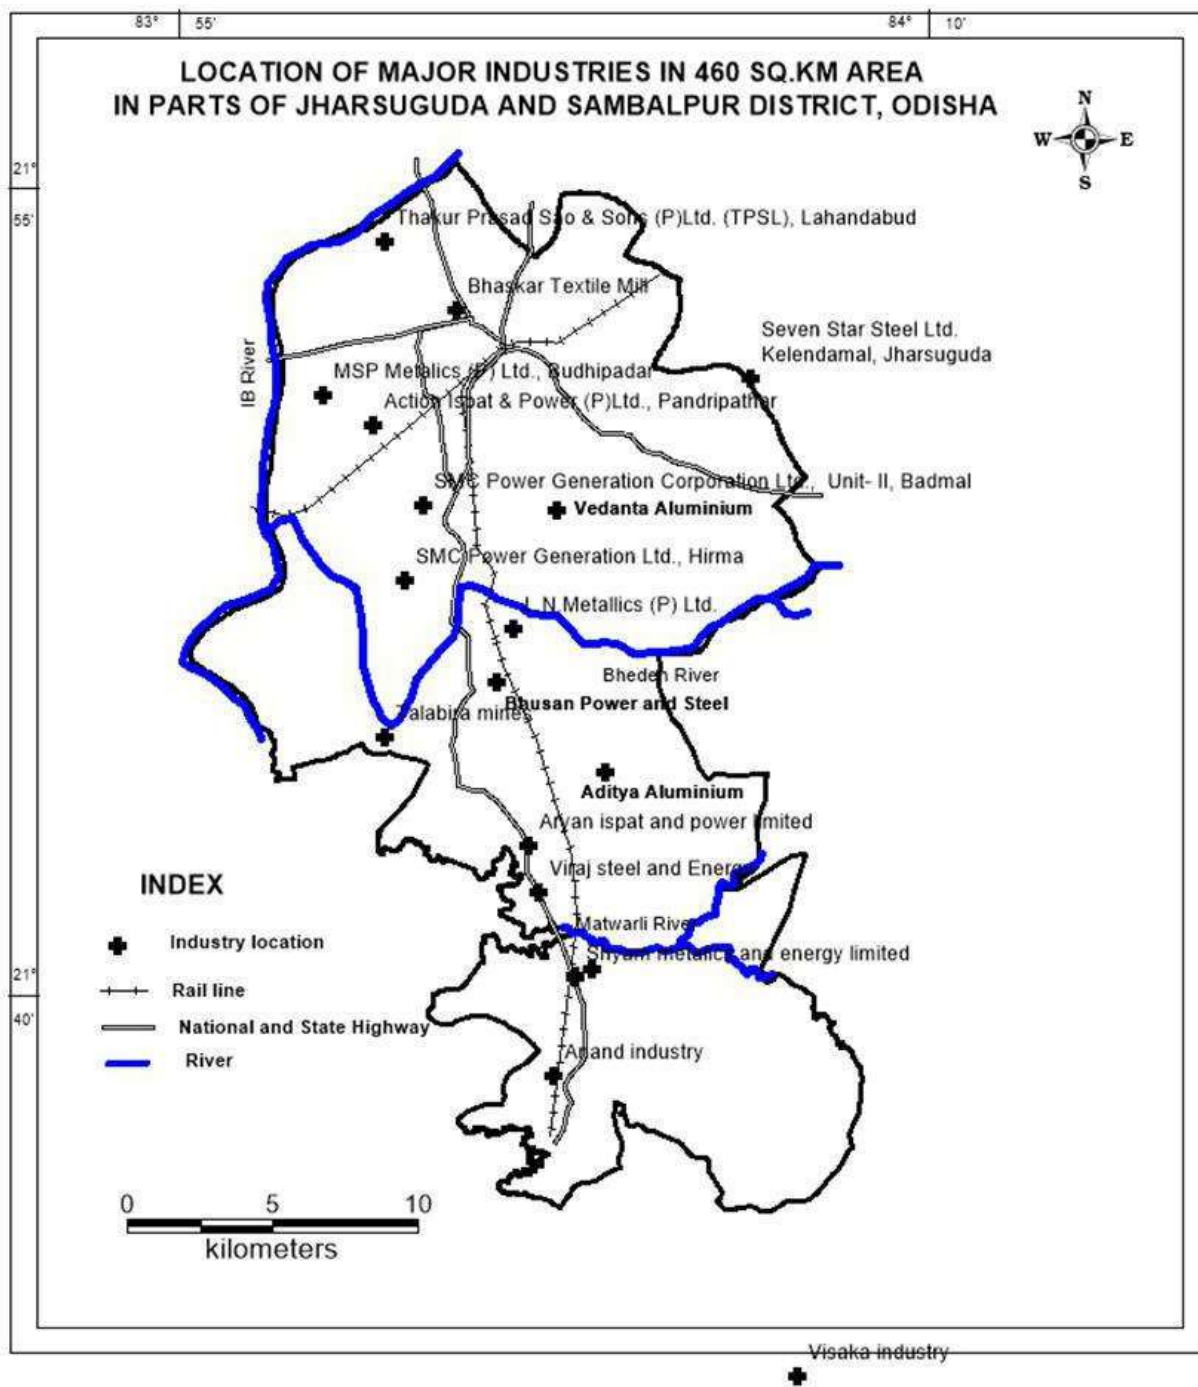 83° 55' 84° 10'
LOCATION OF MAJOR INDUSTRIES IN 460 SQ.KM AREA
IN PARTS OF JHARSUGUDA AND SAMBALPUR DISTRICT, ODISHA
N
W E
S
21°
55'
Thakur Prasad Sao & Sons (P)Ltd. (TPSL), Lahandabud
Bhaskar Textile Mill
Seven Star Steel Ltd.
Kelendamal, Jharsuguda
IB River
MSP Metalics (P) Ltd., Budhipadar
Action Ispat & Power (P)Ltd., Pandripathar
SMC Power Generation Corporation Ltd., Unit- II, Badmal
Vedanta Aluminium
SMC Power Generation Ltd., Hirma
L N Metallics (P) Ltd.
Bheden River
Bhusan Power and Steel
Talabira mines
Aditya Aluminium
Aryan ispat and power limited
Viraj steel and Energy
Matwarli River
Shyam metalics and energy limited
Anand industry
INDEX
Industry location
Rail line
National and State Highway
River
21°
40'
0 5 10
kilometers
Visaka industry